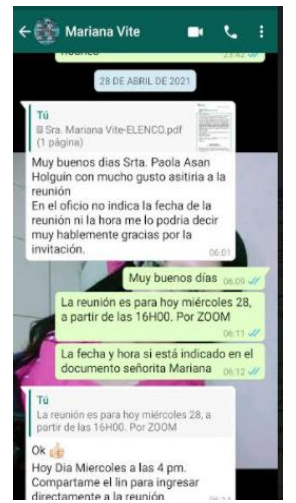 Mariana Vite
23:42
28 DE ABRIL DE 2021
Tú
Sra. Mariana Vite-ELENCO.pdf
(1 página)
Muy buenos dias Srta. Paola Asan
Holguin con mucho gusto asitiria a la
reunión
En el oficio no indica la fecha de la
reunión ni la hora me lo podria decir
muy hablemente gracias por la
invitación.
06:01
Muy buenos días 06:09
La reunión es para hoy miércoles 28,
a partir de las 16H00. Por ZOOM
06:11
La fecha y hora si está indicado en el
documento señorita Mariana 06:12
Tú
La reunión es para hoy miércoles 28, a
partir de las 16H00. Por ZOOM
Ok
Hoy Dia Miercoles a las 4 pm.
Compartame el lin para ingresar
directamente a la reunión
06:14